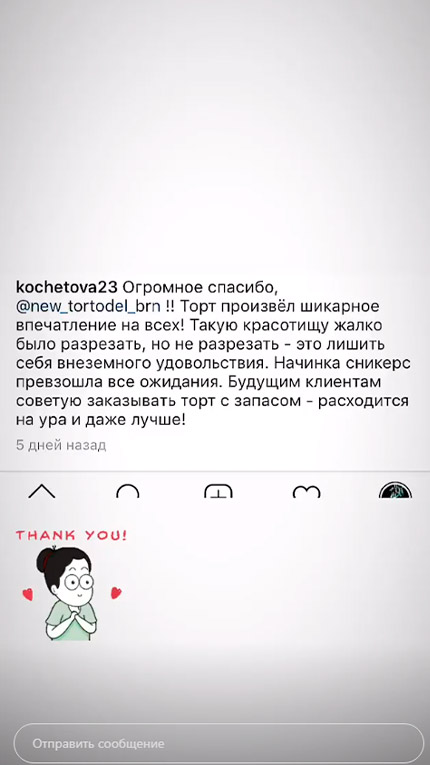 kochetova23 Огромное спасибо,
@new_tortodel_brn !! Торт произвёл шикарное
впечатление на всех! Такую красотищу жалко
было разрезать, но не разрезать - это лишить
себя внеземного удовольствия. Начинка сникерс
превзошла все ожидания. Будущим клиентам
советую заказывать торт с запасом - расходится
на ура и даже лучше!
5 дней назад
THANK YOU!
Отправить сообщение